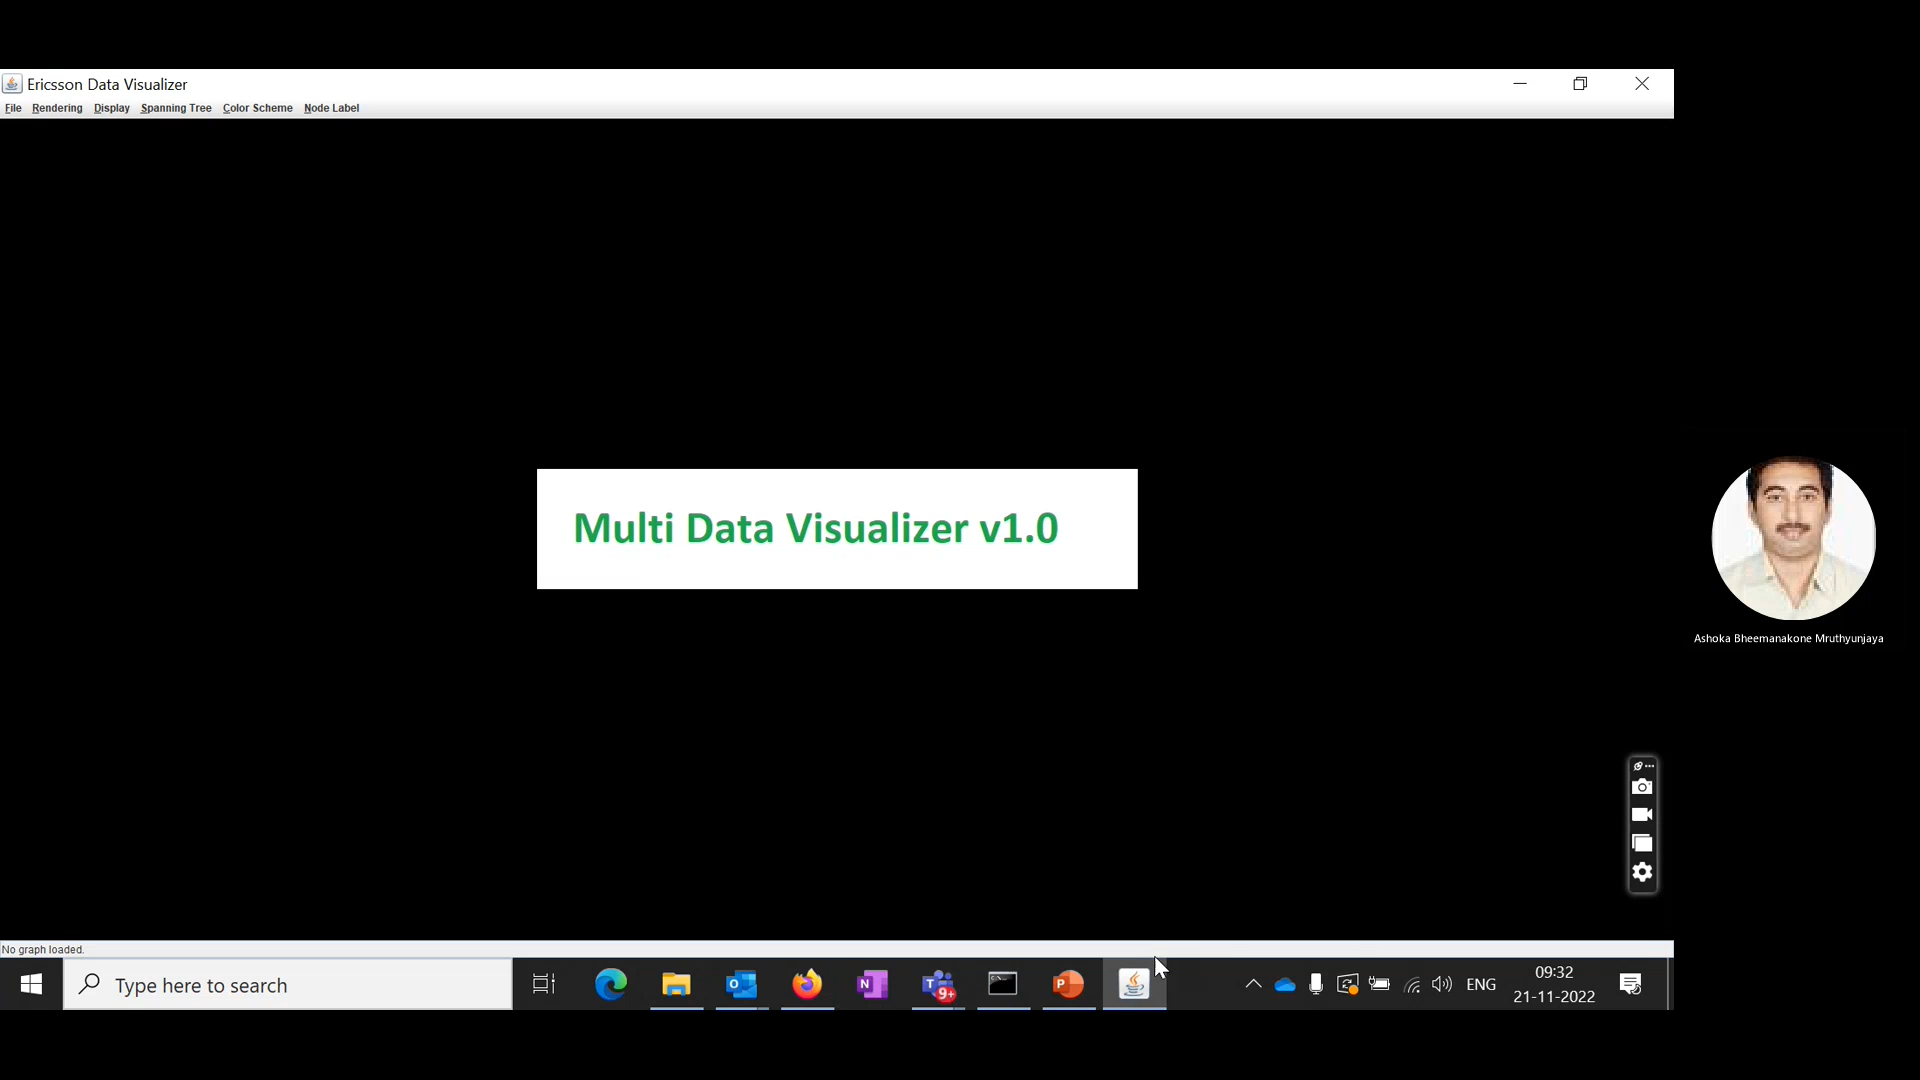 Ericsson Data Visualizer
File Rendering Display Spanning Tree Color Scheme Node Label
Multi Data Visualizer v1.0
Ashoka Bheemanakone Mruthyunjaya
No graph loaded.
Type here to search
O
N
T
9+
P
ENG
09:32
21-11-2022